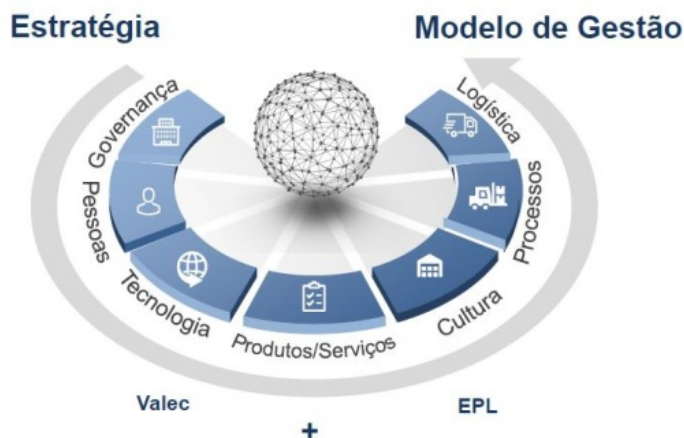 Estratégia
Modelo de Gestão
Governança
Pessoas
Tecnologia
Produtos/Serviços
Cultura
Processos
Logística
Valec
+
EPL